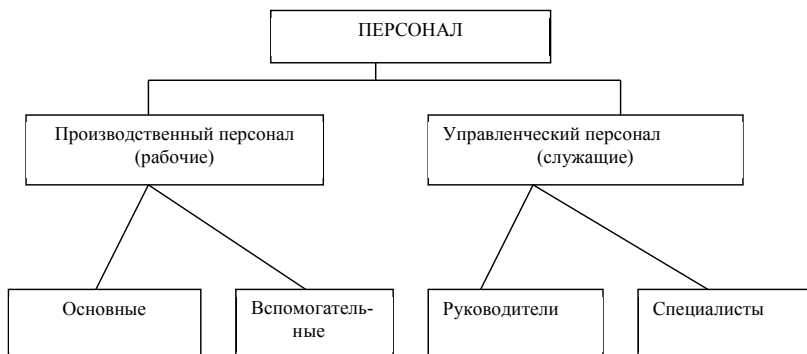 ПЕРСОНАЛ
Производственный персонал
(рабочие)
Управленческий персонал
(служащие)
Основные
Вспомогатель-
ные
Руководители
Специалисты